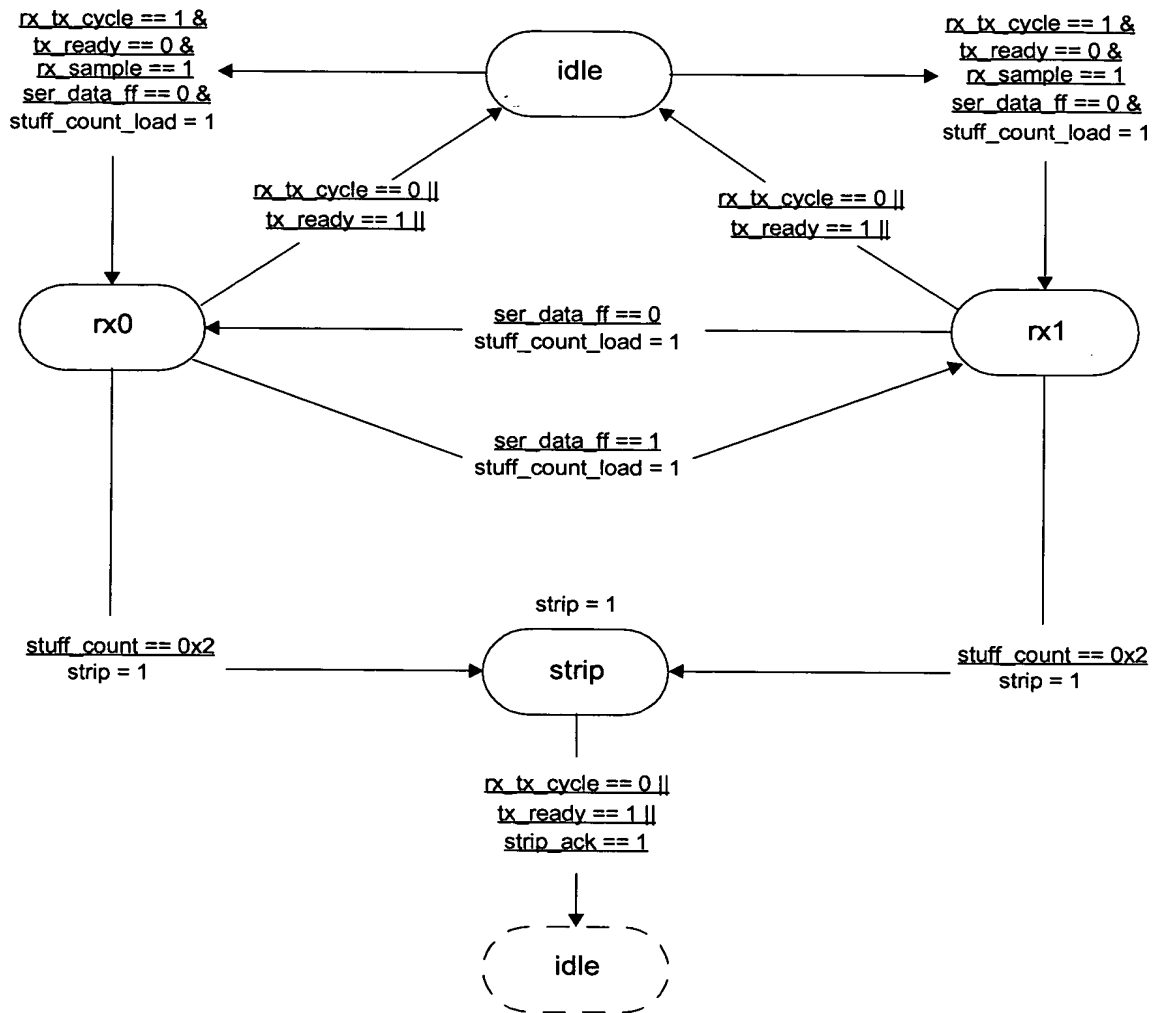 rx_tx_cycle == 1 &
tx_ready == 0 &
rx_sample == 1
ser_data_ff == 0 &
stuff_count_load = 1
idle
rx_tx_cycle == 1 &
tx_ready == 0 &
rx_sample == 1
ser_data_ff == 0 &
stuff_count_load = 1
rx_tx_cycle == 0 ||
tx_ready == 1 ||
rx_tx_cycle == 0 ||
tx_ready == 1 ||
rx0
ser_data_ff == 0
stuff_count_load = 1
rx1
ser_data_ff == 1
stuff_count_load = 1
strip = 1
stuff_count == 0x2
strip = 1
strip
stuff_count == 0x2
strip = 1
rx_tx_cycle == 0 ||
tx_ready == 1 ||
strip_ack == 1
idle